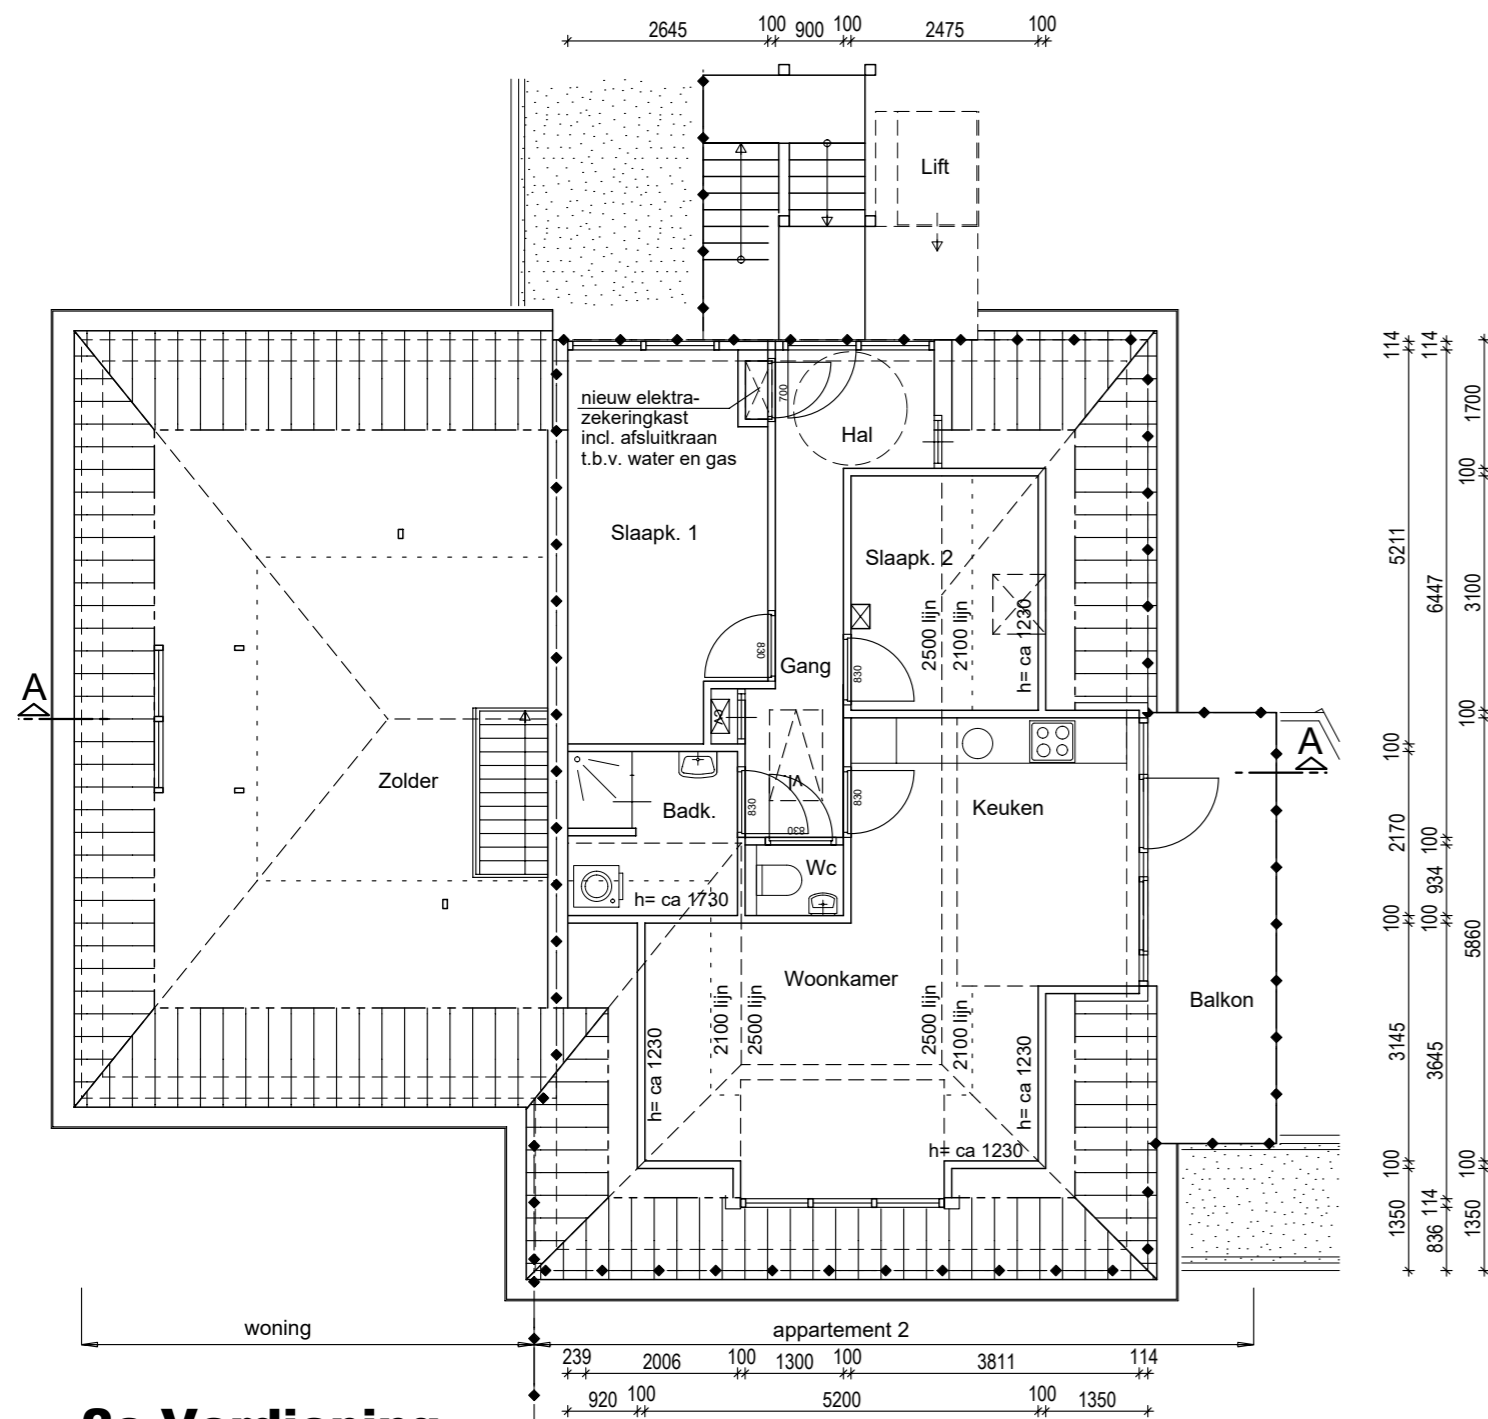 2645
100
900
100
2475
100
Lift
nieuw elektra-
zekeringkast
incl. afsluitkraan
t.b.v. water en gas
700
Hal
Slaapk. 1
Slaapk. 2
2500 lijn
2100 lijn
h= ca 1230
830
Gang
830
CV
A
A
Zolder
Badk.
830
830
830
Vl
Keuken
Wc
h= ca 1730
Woonkamer
Balkon
2100 lijn
2500 lijn
2500 lijn
2100 lijn
h= ca 1230
h= ca 1230
h= ca 1230
114
5211
100
2170
100
3145
100
1350
114
6447
100
934
100
3645
114
836
1700
100
3100
100
5860
100
1350
woning
appartement 2
239
2006
100
1300
100
3811
114
920
100
5200
100
1350